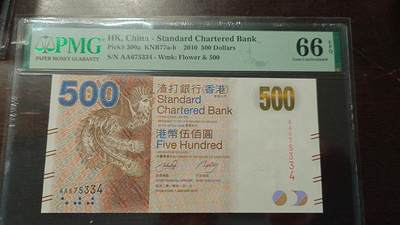 PMG
PAPER MONEY GUARANTY
HK, China - Standard Chartered Bank
Pick# 300a KNB77a-b 2010 500 Dollars
S/N AA675334 - Wmk: Flower & 500
66 EPQ
Gem Uncirculated
500
渣打銀行(香港)
Standard
Chartered Bank
500
港幣伍佰圓
Five Hundred
AA675334
AA675334